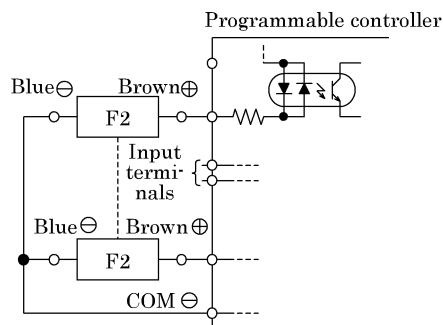 Programmable controller
Blue⊖ Brown⊕
F2
Input
termi-
nals
Blue⊖ Brown⊕
F2
COM ⊖